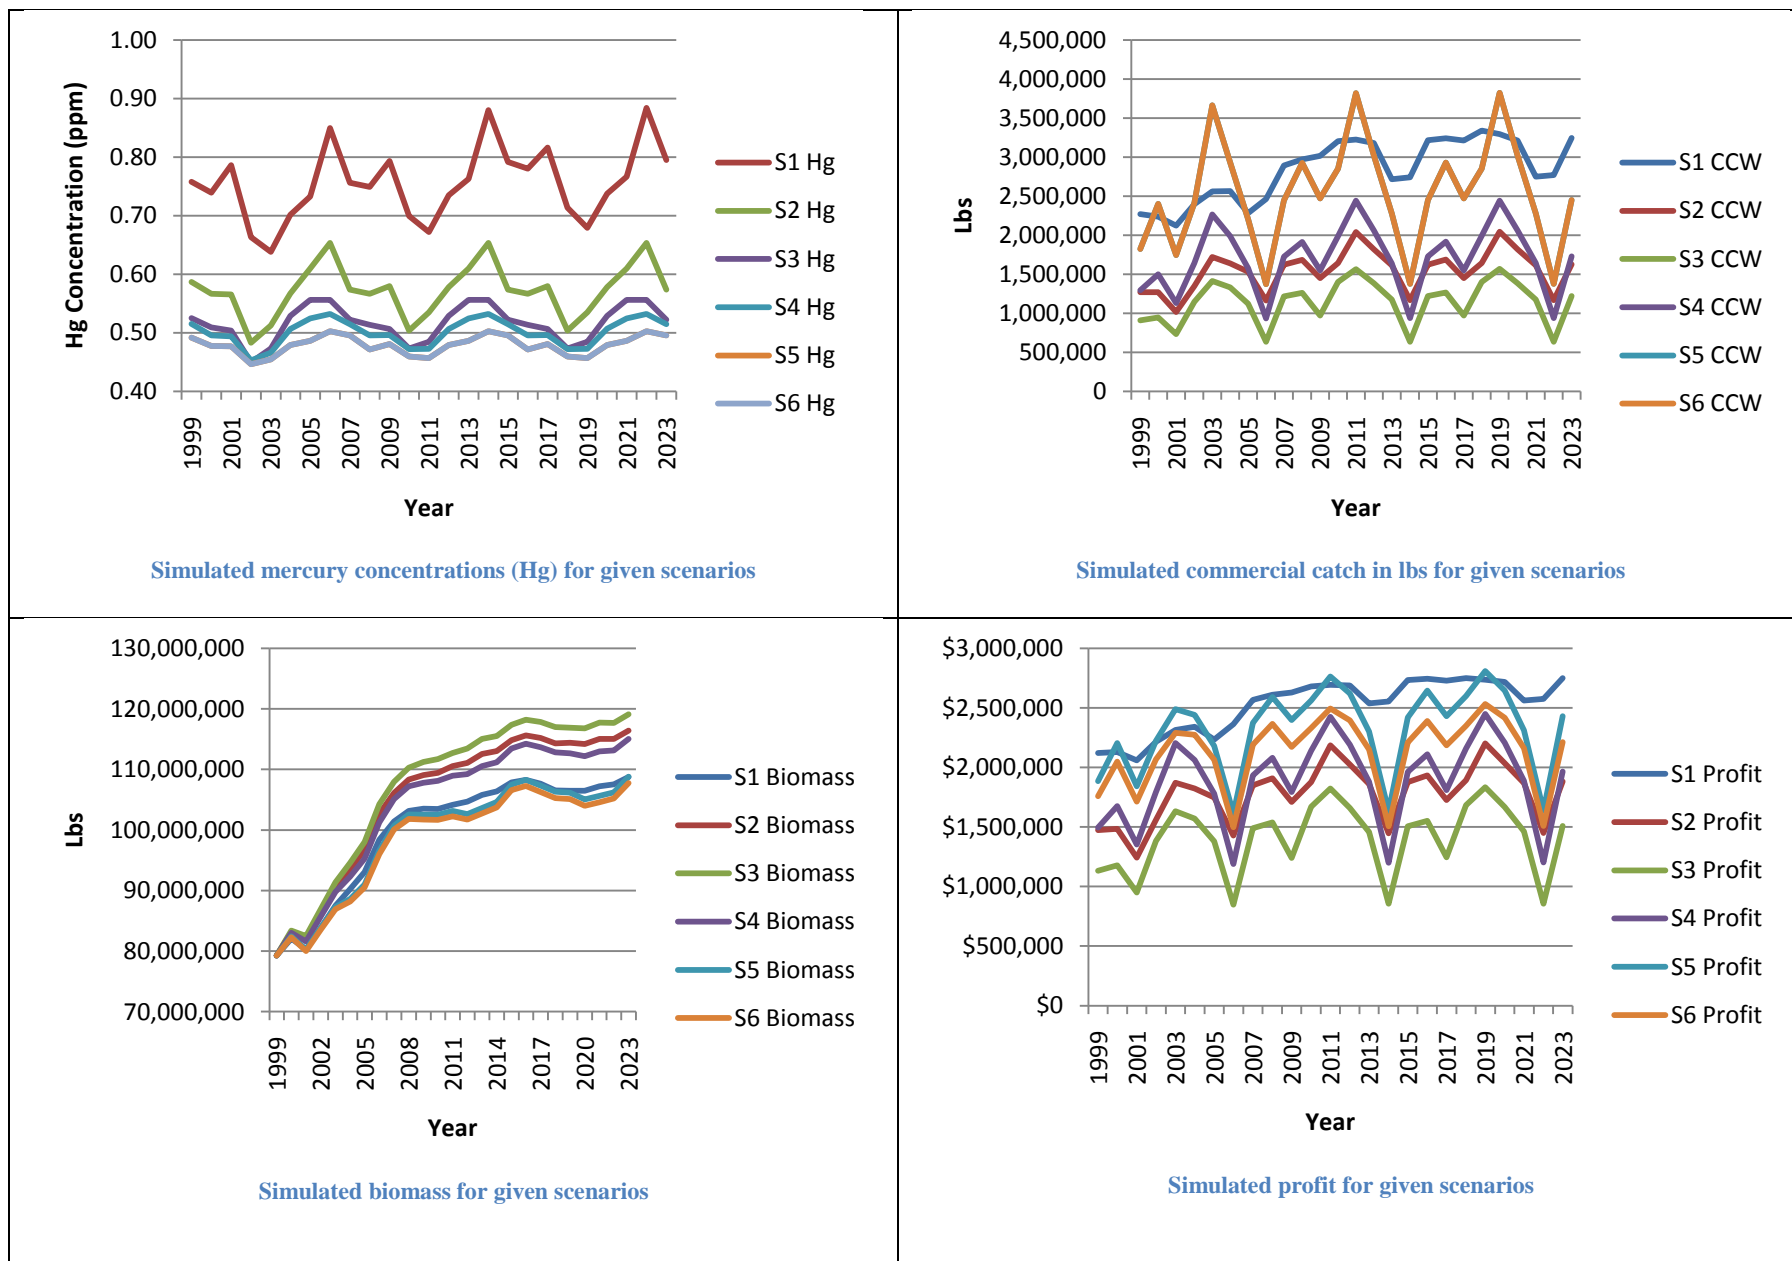 1.00
0.90
0.80
0.70
0.60
0.50
0.40
Hg Concentration (ppm)
1999
2001
2003
2005
2007
2009
2011
2013
2015
2017
2019
2021
2023
Year
S1 Hg
S2 Hg
S3 Hg
S4 Hg
S5 Hg
S6 Hg
Simulated mercury concentrations (Hg) for given scenarios
4,500,000
4,000,000
3,500,000
3,000,000
2,500,000
2,000,000
1,500,000
1,000,000
500,000
0
Lbs
1999
2001
2003
2005
2007
2009
2011
2013
2015
2017
2019
2021
2023
Year
S1 CCW
S2 CCW
S3 CCW
S4 CCW
S5 CCW
S6 CCW
Simulated commercial catch in lbs for given scenarios
130,000,000
120,000,000
110,000,000
100,000,000
90,000,000
80,000,000
70,000,000
Lbs
1999
2002
2005
2008
2011
2014
2017
2020
2023
Year
S1 Biomass
S2 Biomass
S3 Biomass
S4 Biomass
S5 Biomass
S6 Biomass
Simulated biomass for given scenarios
$3,000,000
$2,500,000
$2,000,000
$1,500,000
$1,000,000
$500,000
$0
1999
2001
2003
2005
2007
2009
2011
2013
2015
2017
2019
2021
2023
Year
S1 Profit
S2 Profit
S3 Profit
S4 Profit
S5 Profit
S6 Profit
Simulated profit for given scenarios